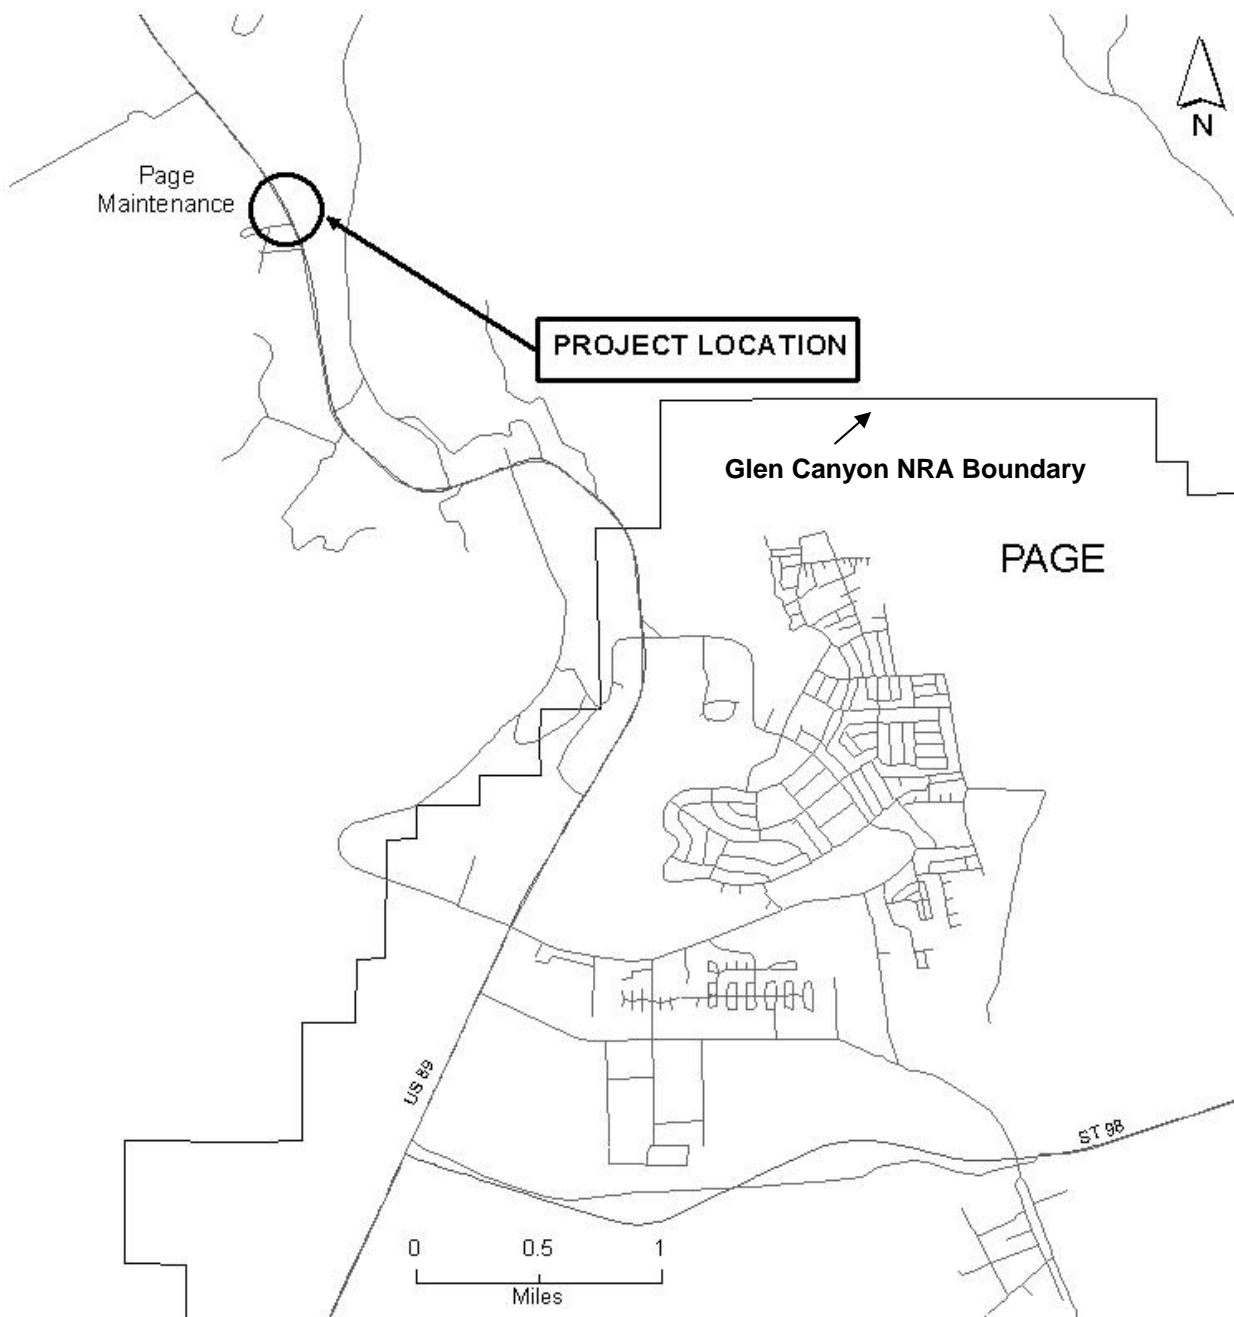 N
Page
Maintenance
PROJECT LOCATION
Glen Canyon NRA Boundary
PAGE
US 89
ST 98
0 0.5 1
Miles